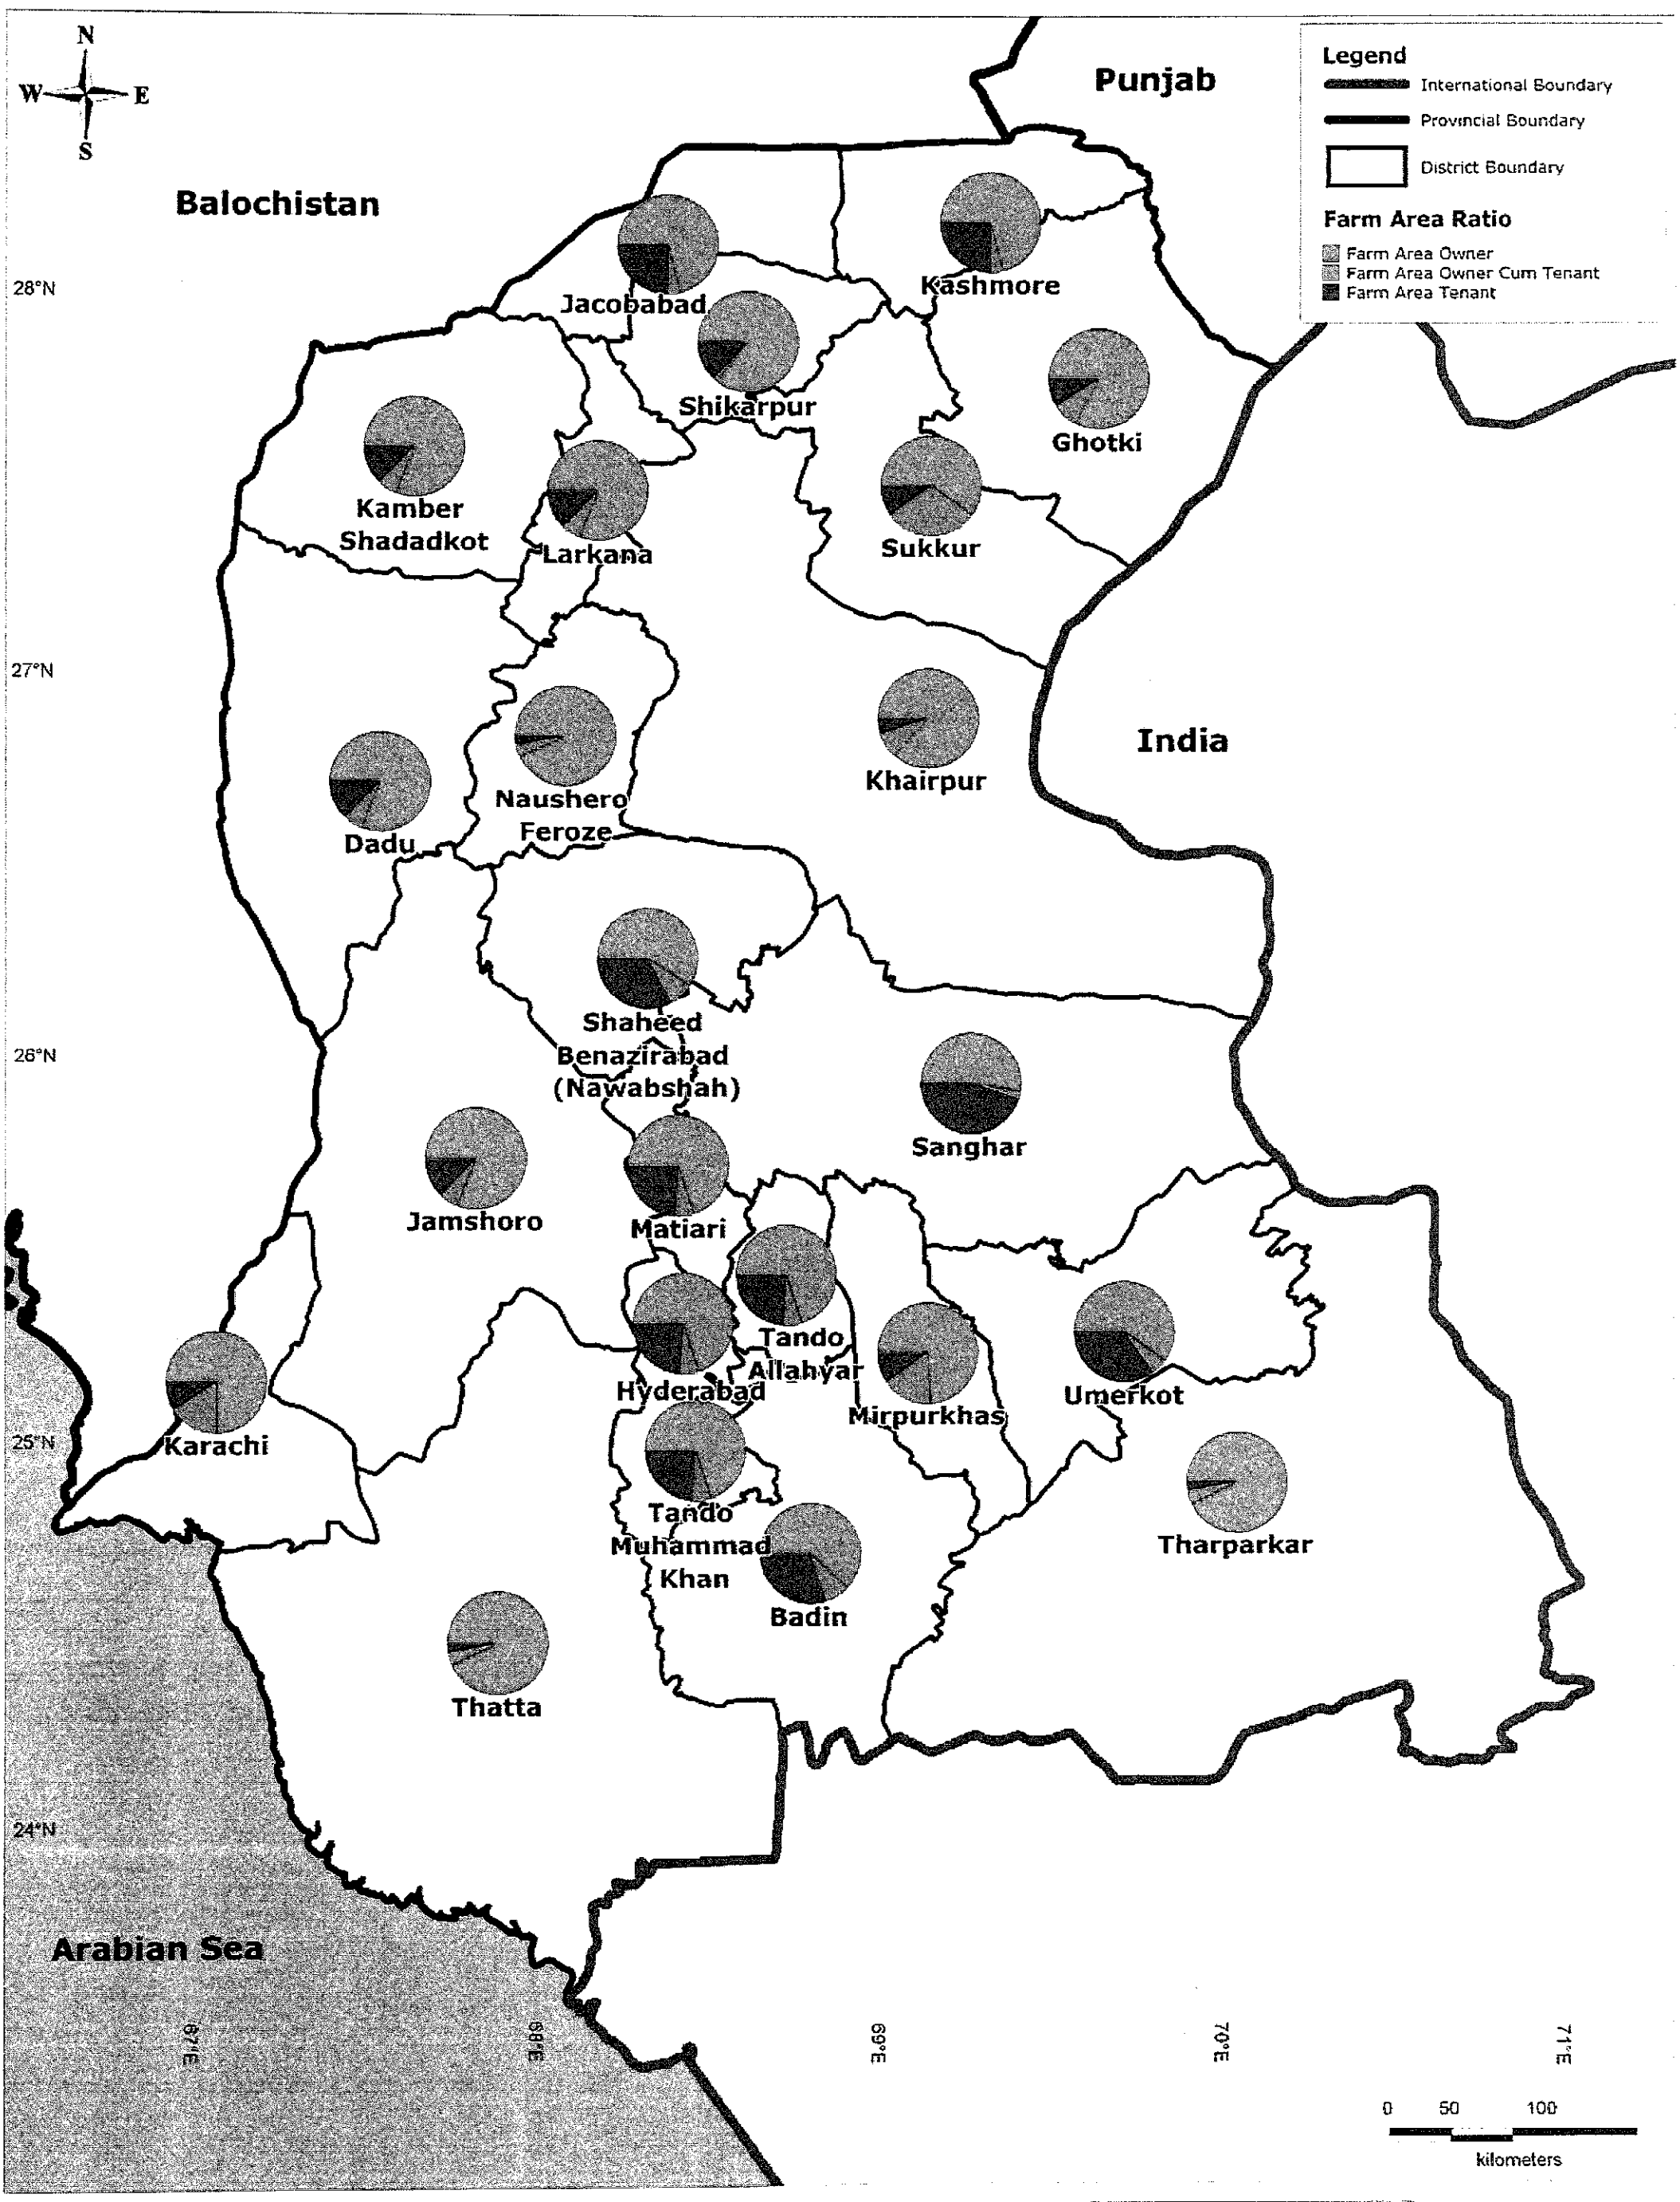 N
W E
S
Punjab
Balochistan
Legend
International Boundary
Provincial Boundary
District Boundary
Farm Area Ratio
Farm Area Owner
Farm Area Owner Cum Tenant
Farm Area Tenant
28°N
Jacobabad
Kashmore
Shikarpur
Ghotki
Kamber
Shadadkot
Larkana
Sukkur
27°N
India
Khairpur
Naushero
Feroze
Dadu
Shaheed
Benazirabad
(Nawabshah)
26°N
Sanghar
Jamshoro
Matiari
Tando
Allahyar
Hyderabad
Mirpurkhas
Umerkot
Karachi
25°N
Tando
Muhammad
Khan
Tharparkar
Badin
Thatta
24°N
Arabian Sea
67°E
68°E
69°E
70°E
71°E
0 50 100
kilometers